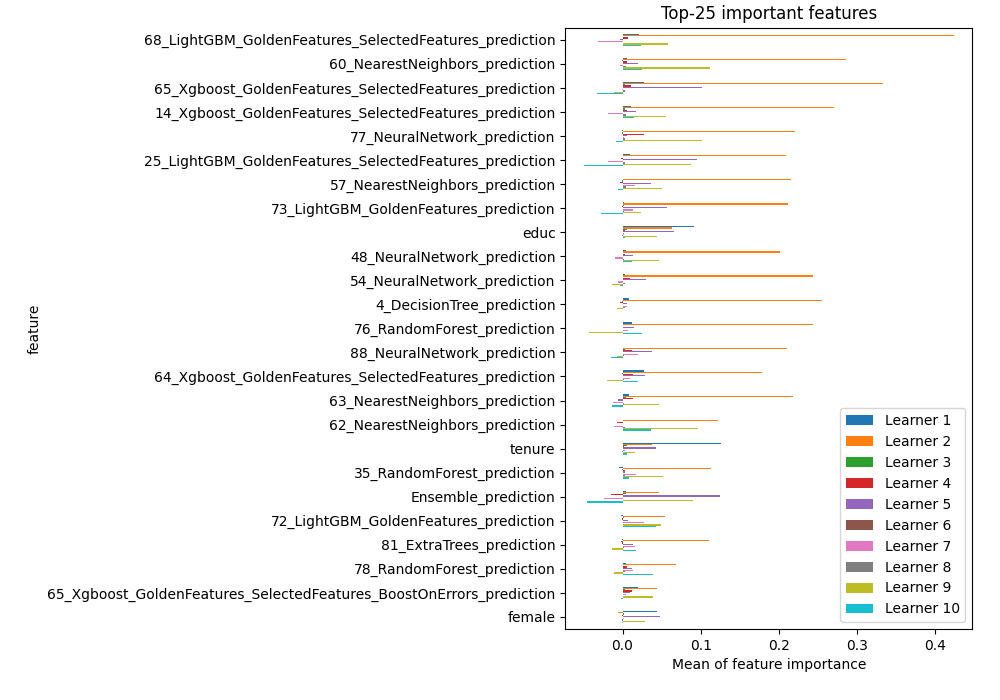 Top-25 important features
68_LightGBM_GoldenFeatures_SelectedFeatures_prediction
60_NearestNeighbors_prediction
65_Xgboost_GoldenFeatures_SelectedFeatures_prediction
14_Xgboost_GoldenFeatures_SelectedFeatures_prediction
77_NeuralNetwork_prediction
25_LightGBM_GoldenFeatures_SelectedFeatures_prediction
57_NearestNeighbors_prediction
73_LightGBM_GoldenFeatures_prediction
educ
48_NeuralNetwork_prediction
54_NeuralNetwork_prediction
4_DecisionTree_prediction
76_RandomForest_prediction
88_NeuralNetwork_prediction
64_Xgboost_GoldenFeatures_SelectedFeatures_prediction
63_NearestNeighbors_prediction
62_NearestNeighbors_prediction
tenure
35_RandomForest_prediction
Ensemble_prediction
72_LightGBM_GoldenFeatures_prediction
81_ExtraTrees_prediction
78_RandomForest_prediction
65_Xgboost_GoldenFeatures_SelectedFeatures_BoostOnErrors_prediction
female
feature
Learner 1
Learner 2
Learner 3
Learner 4
Learner 5
Learner 6
Learner 7
Learner 8
Learner 9
Learner 10
0.0 0.1 0.2 0.3 0.4
Mean of feature importance